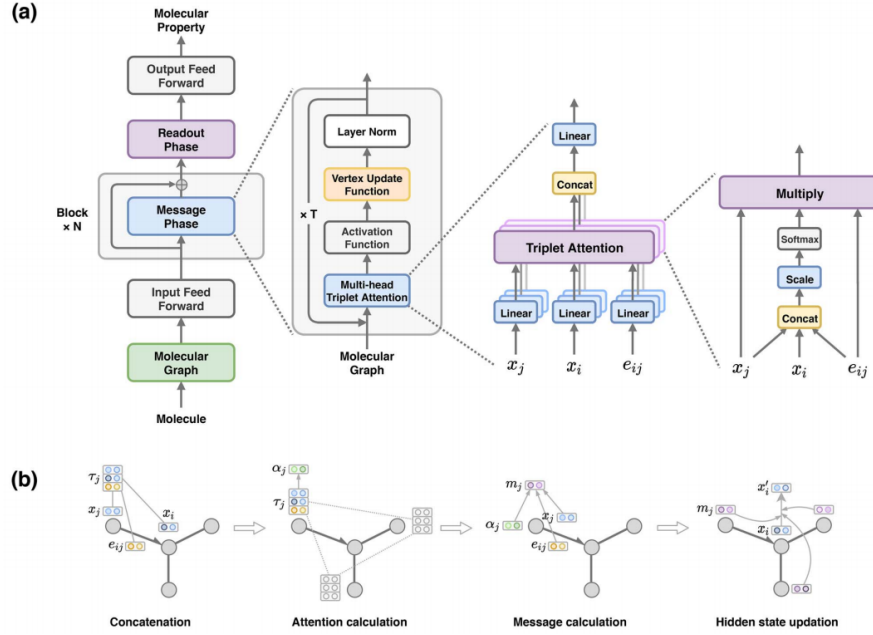 (a)
Molecular
Property
Output Feed
Forward
Readout
Phase
Block
× N
Message
Phase
Input Feed
Forward
Molecular
Graph
Molecule
Layer Norm
Vertex Update
Function
× T
Activation
Function
Multi-head
Triplet Attention
Molecular
Graph
Linear
Concat
Triplet Attention
Linear
Linear
Linear
x_j
x_i
e_ij
Multiply
Softmax
Scale
Concat
x_j
x_i
e_ij
(b)
τ_j
x_j
x_i
e_ij
Concatenation
α_j
τ_j
Attention calculation
m_j
α_j
x_j
e_ij
Message calculation
x′_i
m_j
x_i
Hidden state updation